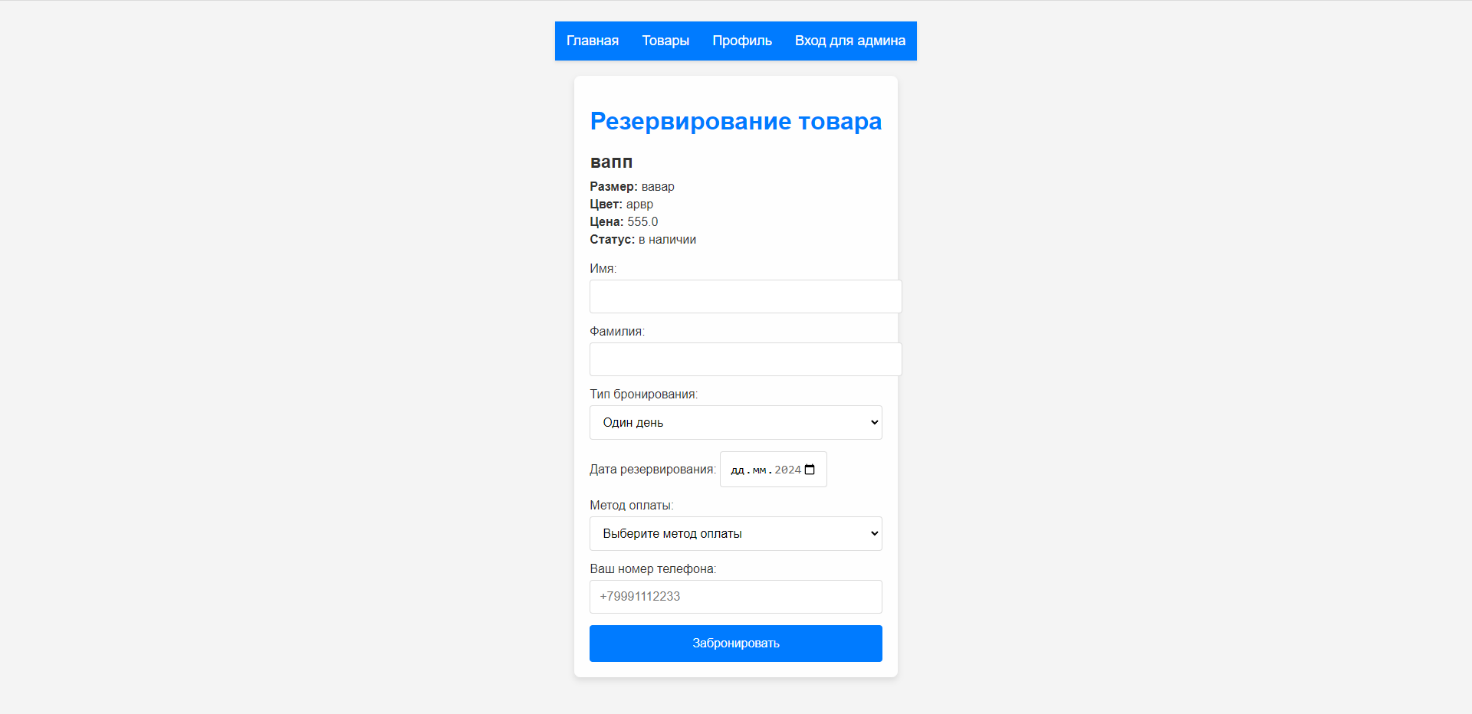 Главная Товары Профиль Вход для админа
Резервирование товара
вапп
Размер: вавар
Цвет: арвр
Цена: 555.0
Статус: в наличии
Имя:
Фамилия:
Тип бронирования:
Один день
Дата резервирования: дд.мм.2024
Метод оплаты:
Выберите метод оплаты
Ваш номер телефона:
+79991112233
Забронировать